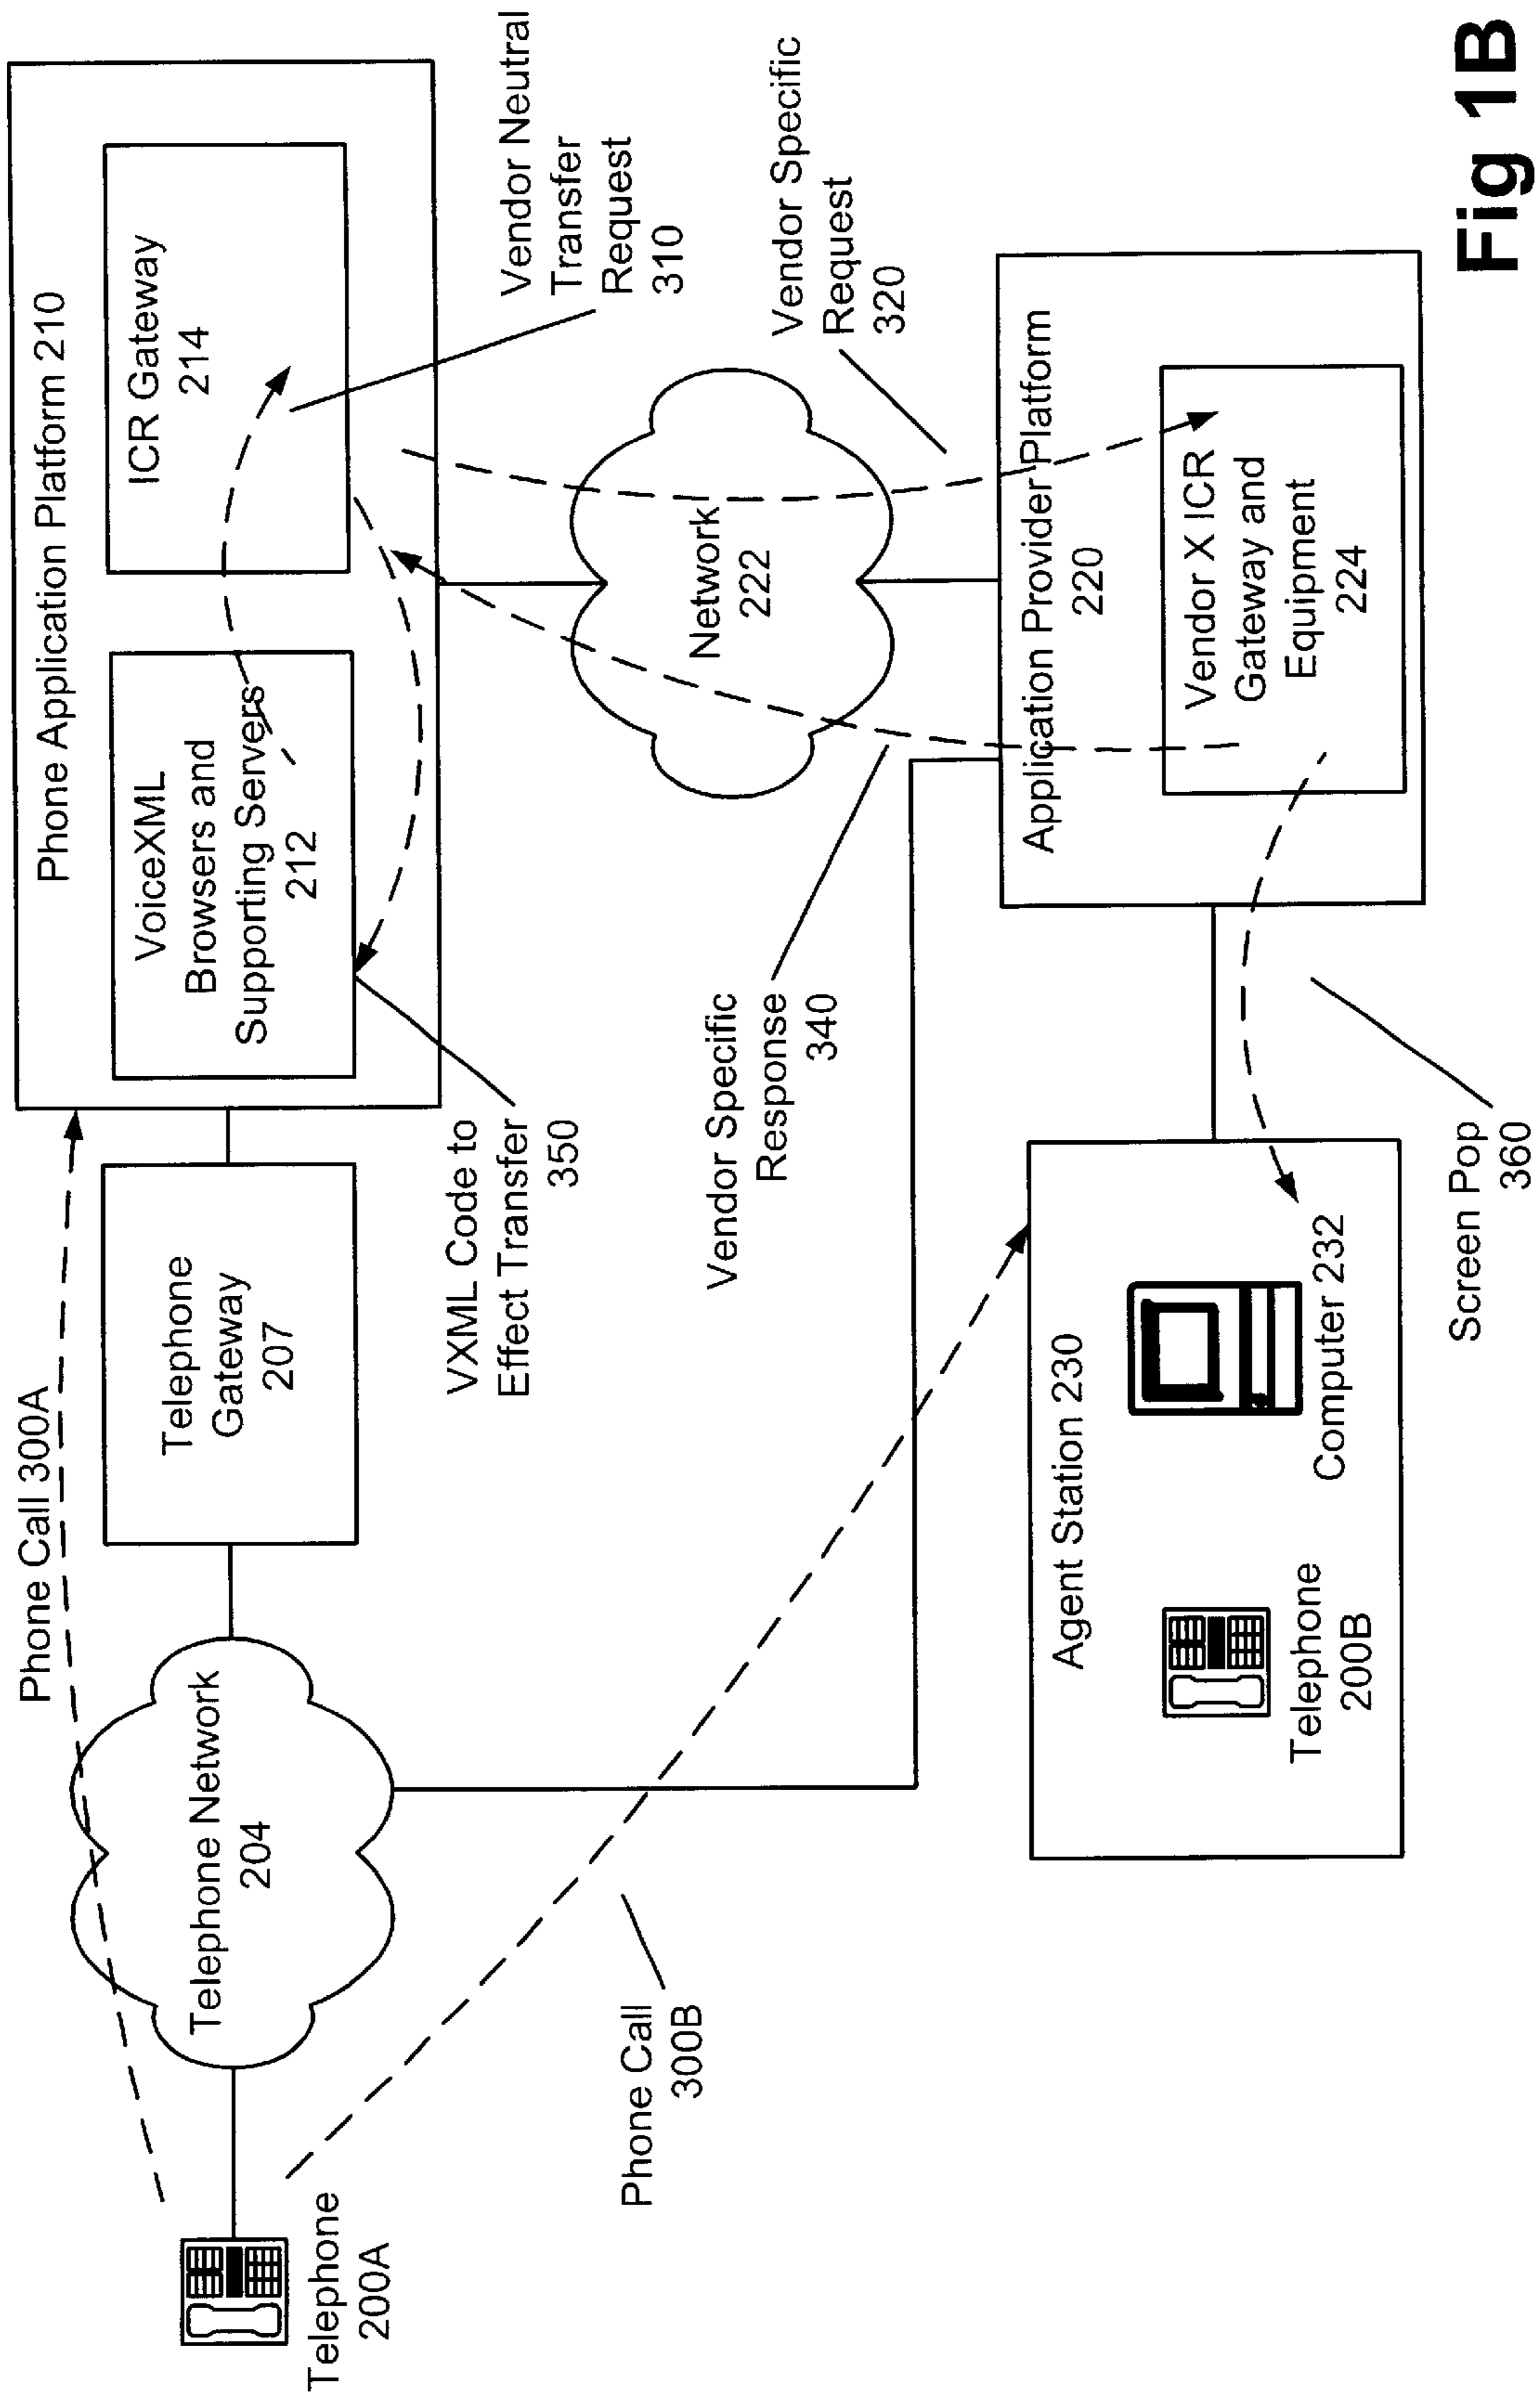 Phone Call 300A
Phone Application Platform 210
Telephone
200A
Telephone Network
204
Telephone
Gateway
207
VoiceXML
Browsers and
Supporting Servers
212
ICR Gateway
214
VXML Code to
Effect Transfer
350
Vendor Neutral
Transfer
Request
310
Phone Call
300B
Vendor Specific
Response
340
Network
222
Vendor Specific
Request
320
Agent Station 230
Telephone
200B
Computer 232
Application Provider Platform
220
Vendor X ICR
Gateway and
Equipment
224
Screen Pop
360
Fig 1B